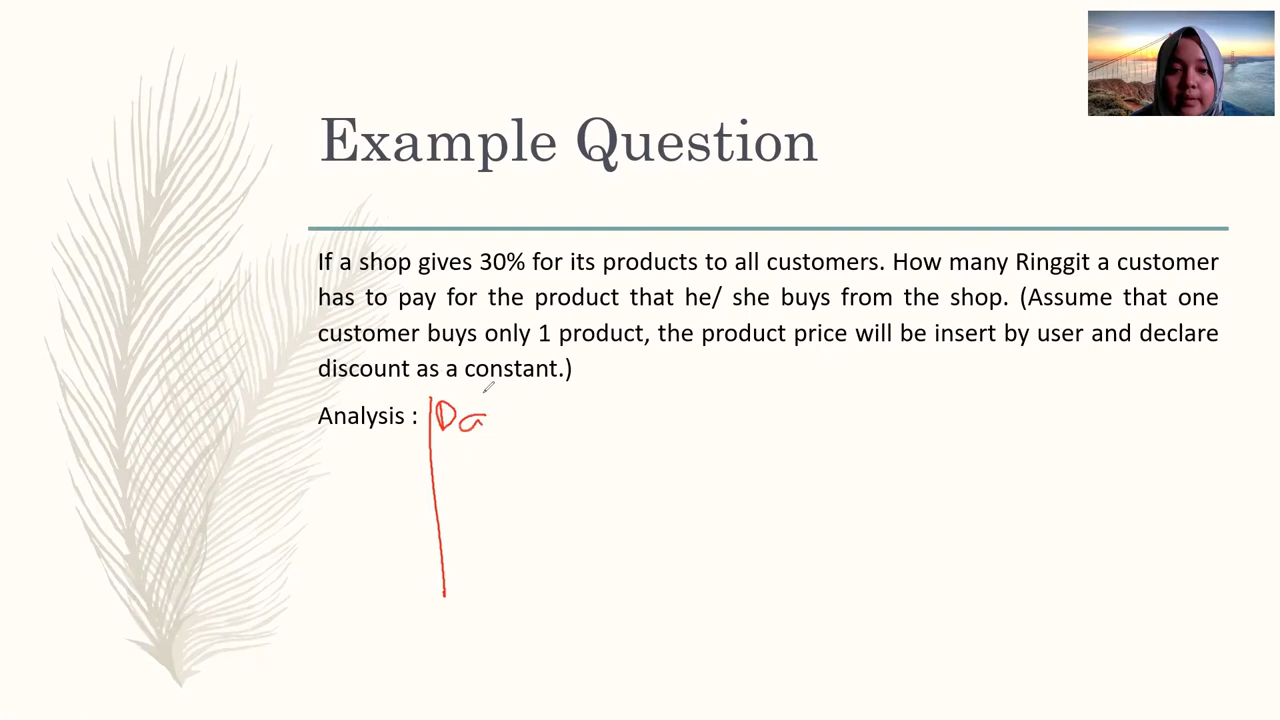 Example Question
If a shop gives 30% for its products to all customers. How many Ringgit a customer
has to pay for the product that he/ she buys from the shop. (Assume that one
customer buys only 1 product, the product price will be insert by user and declare
discount as a constant.)
Analysis : Da